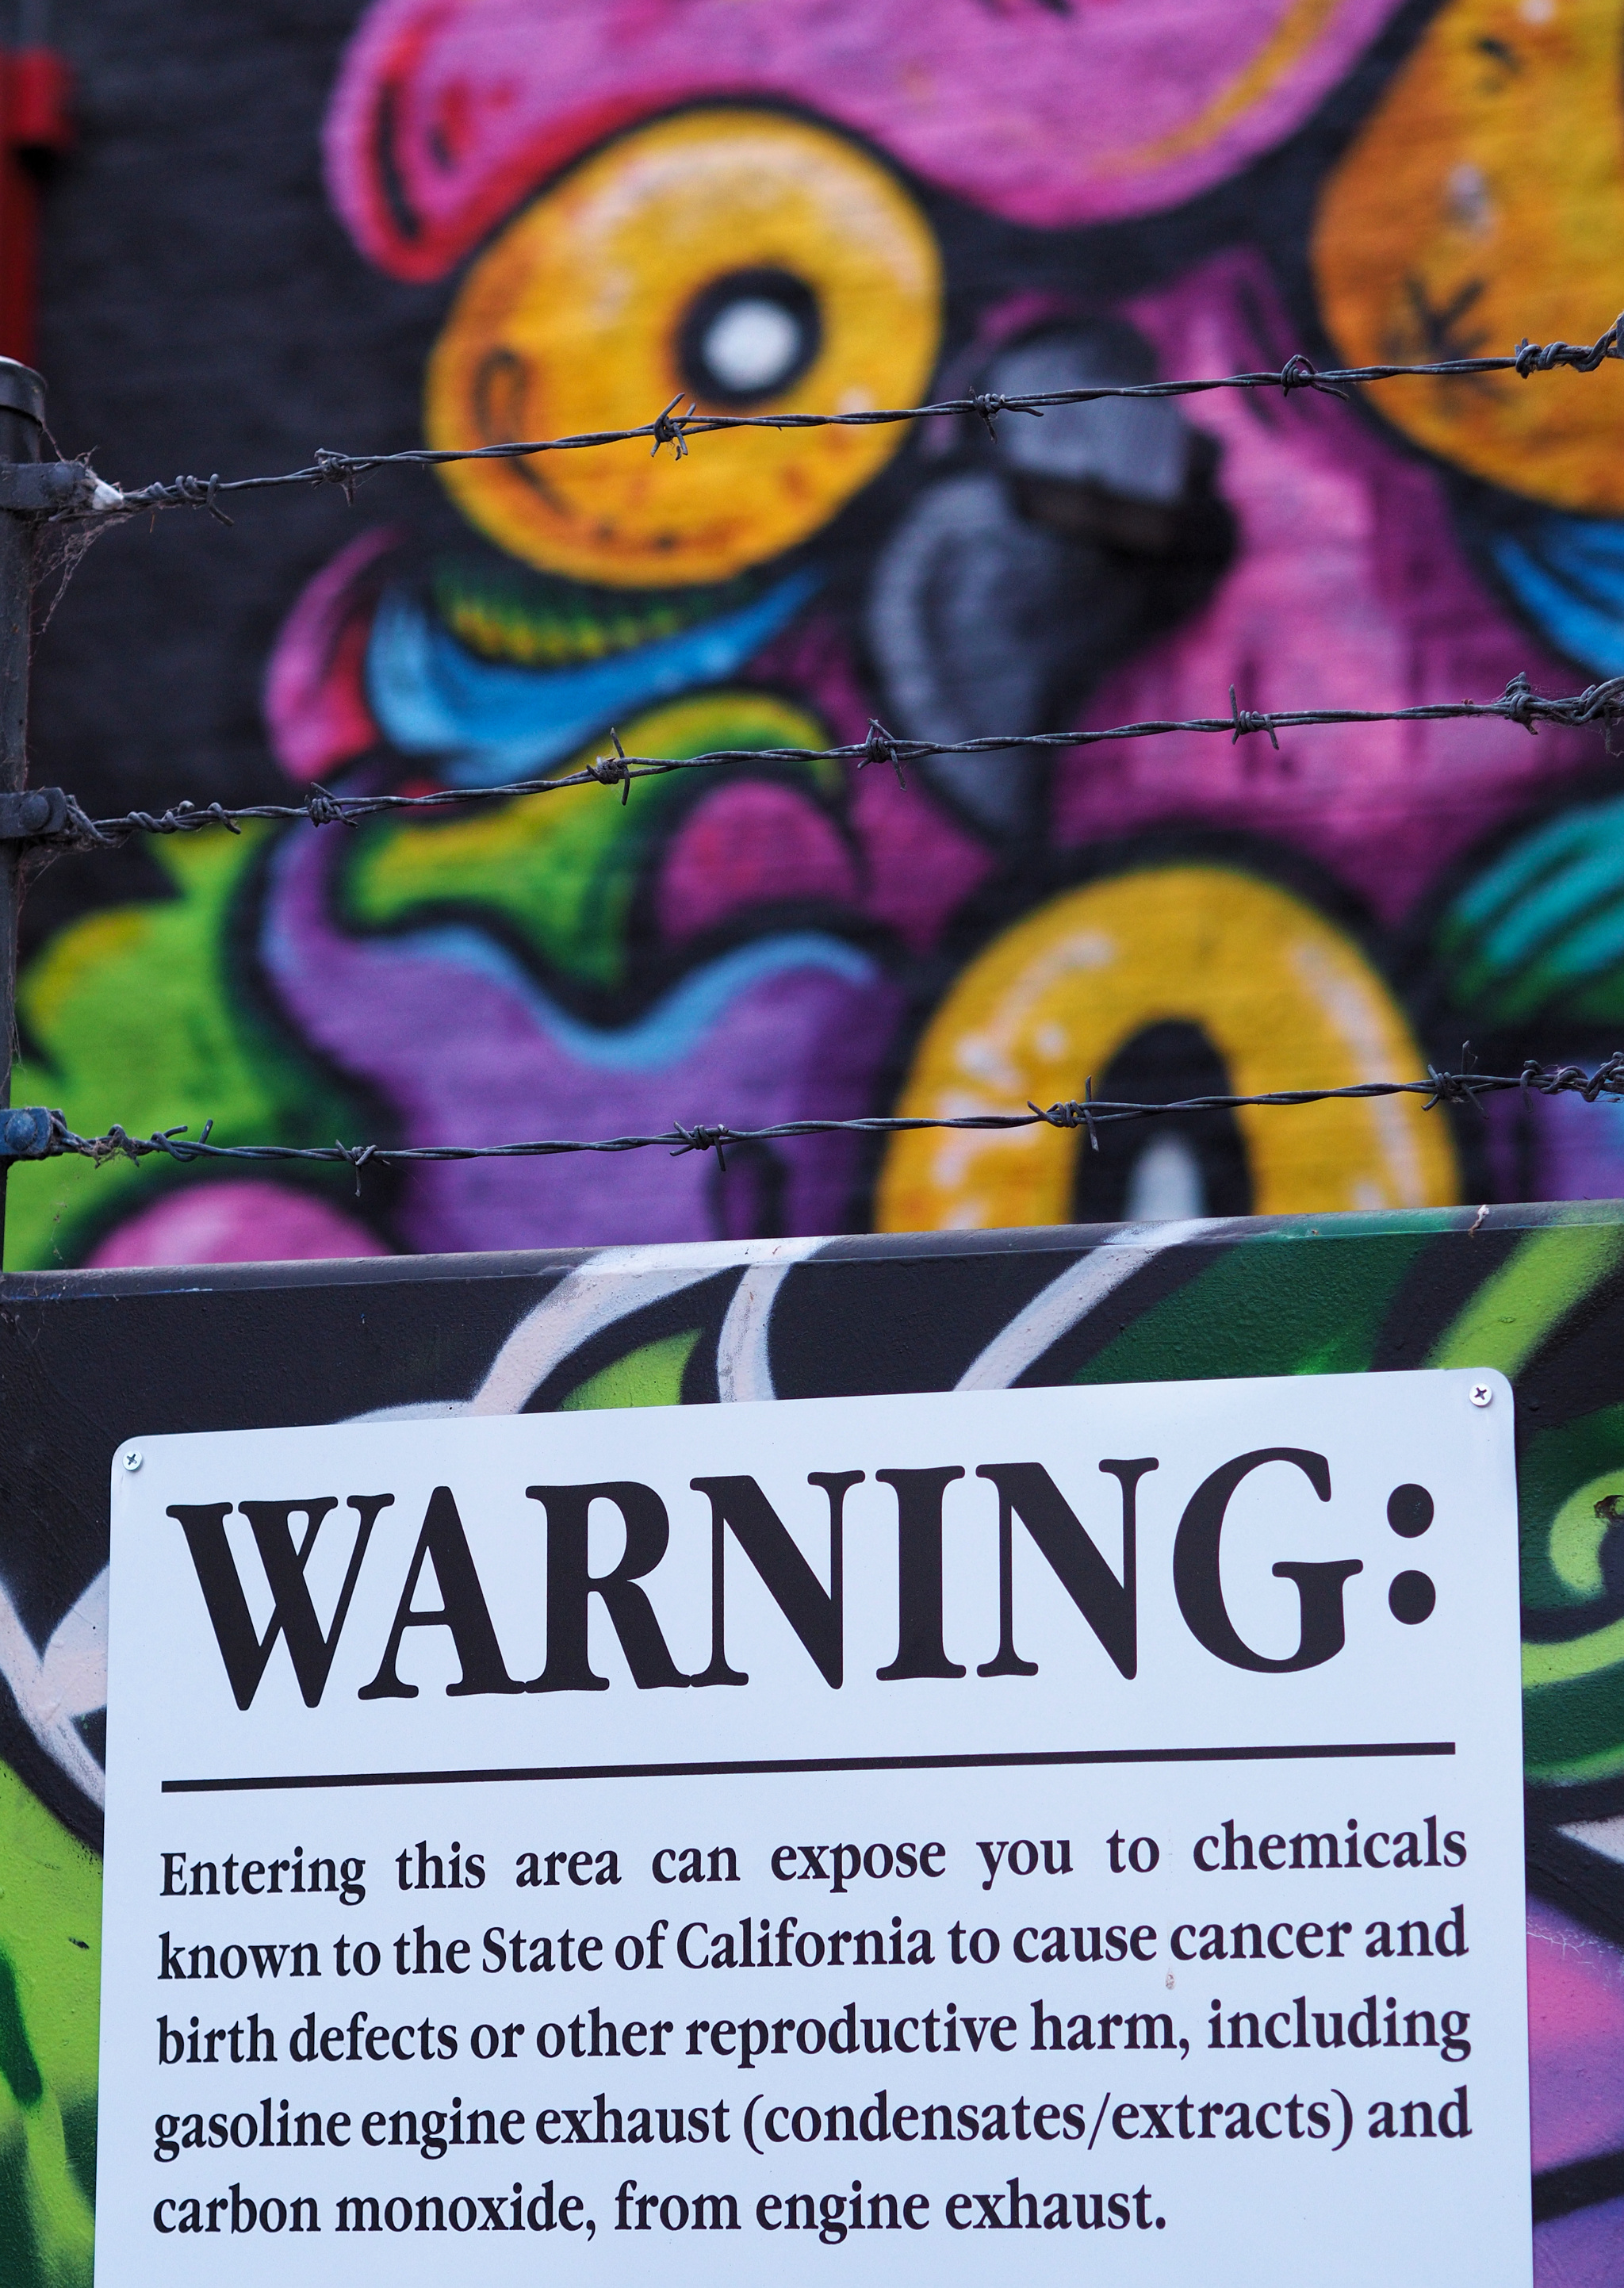 WARNING:
Entering this area can expose you to chemicals
known to the State of California to cause cancer and
birth defects or other reproductive harm, including
gasoline engine exhaust (condensates/extracts) and
carbon monoxide, from engine exhaust.